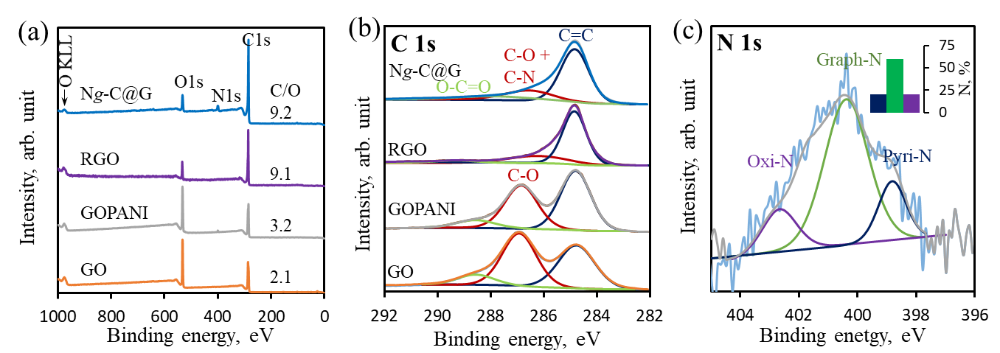 (a)
Intensity, arb. unit
O KLL
Ng-C@G
O1s
N1s
C1s
C/O
9.2
RGO
9.1
GOPANI
3.2
GO
2.1
1000 800 600 400 200 0
Binding energy, eV
(b)
Intensity, arb. unit
C 1s
C=C
C-O +
C-N
Ng-C@G
O-C=O
RGO
C-O
GOPANI
GO
292 290 288 286 284 282
Binding energy, eV
(c)
Intensity, arb. unit
N 1s
Graph-N
75
50
25
0
N, %
Oxi-N
Pyri-N
404 402 400 398 396
Binding enetgy, eV